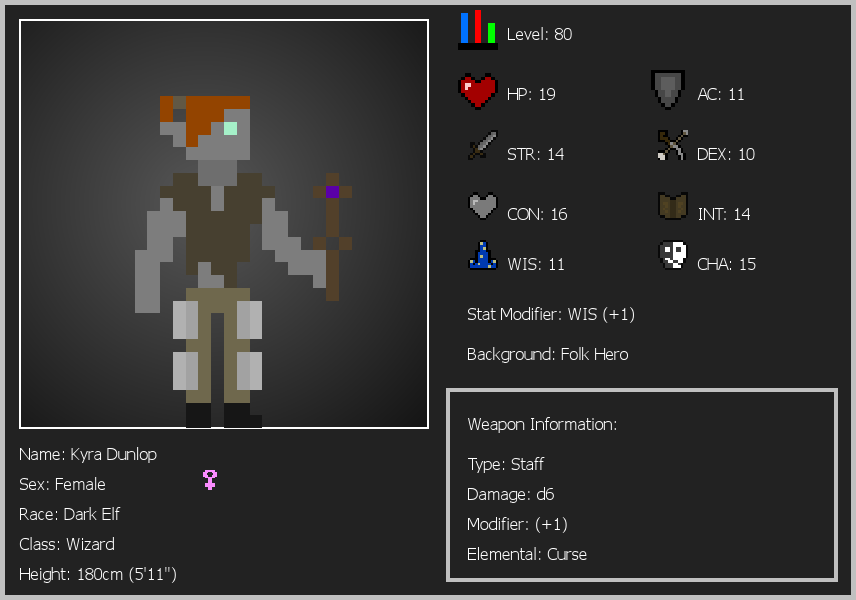 Level: 80
HP: 19
AC: 11
STR: 14
DEX: 10
CON: 16
INT: 14
WIS: 11
CHA: 15
Stat Modifier: WIS (+1)
Background: Folk Hero
Weapon Information:
Type: Staff
Damage: d6
Modifier: (+1)
Elemental: Curse
Name: Kyra Dunlop
Sex: Female
Race: Dark Elf
Class: Wizard
Height: 180cm (5'11")